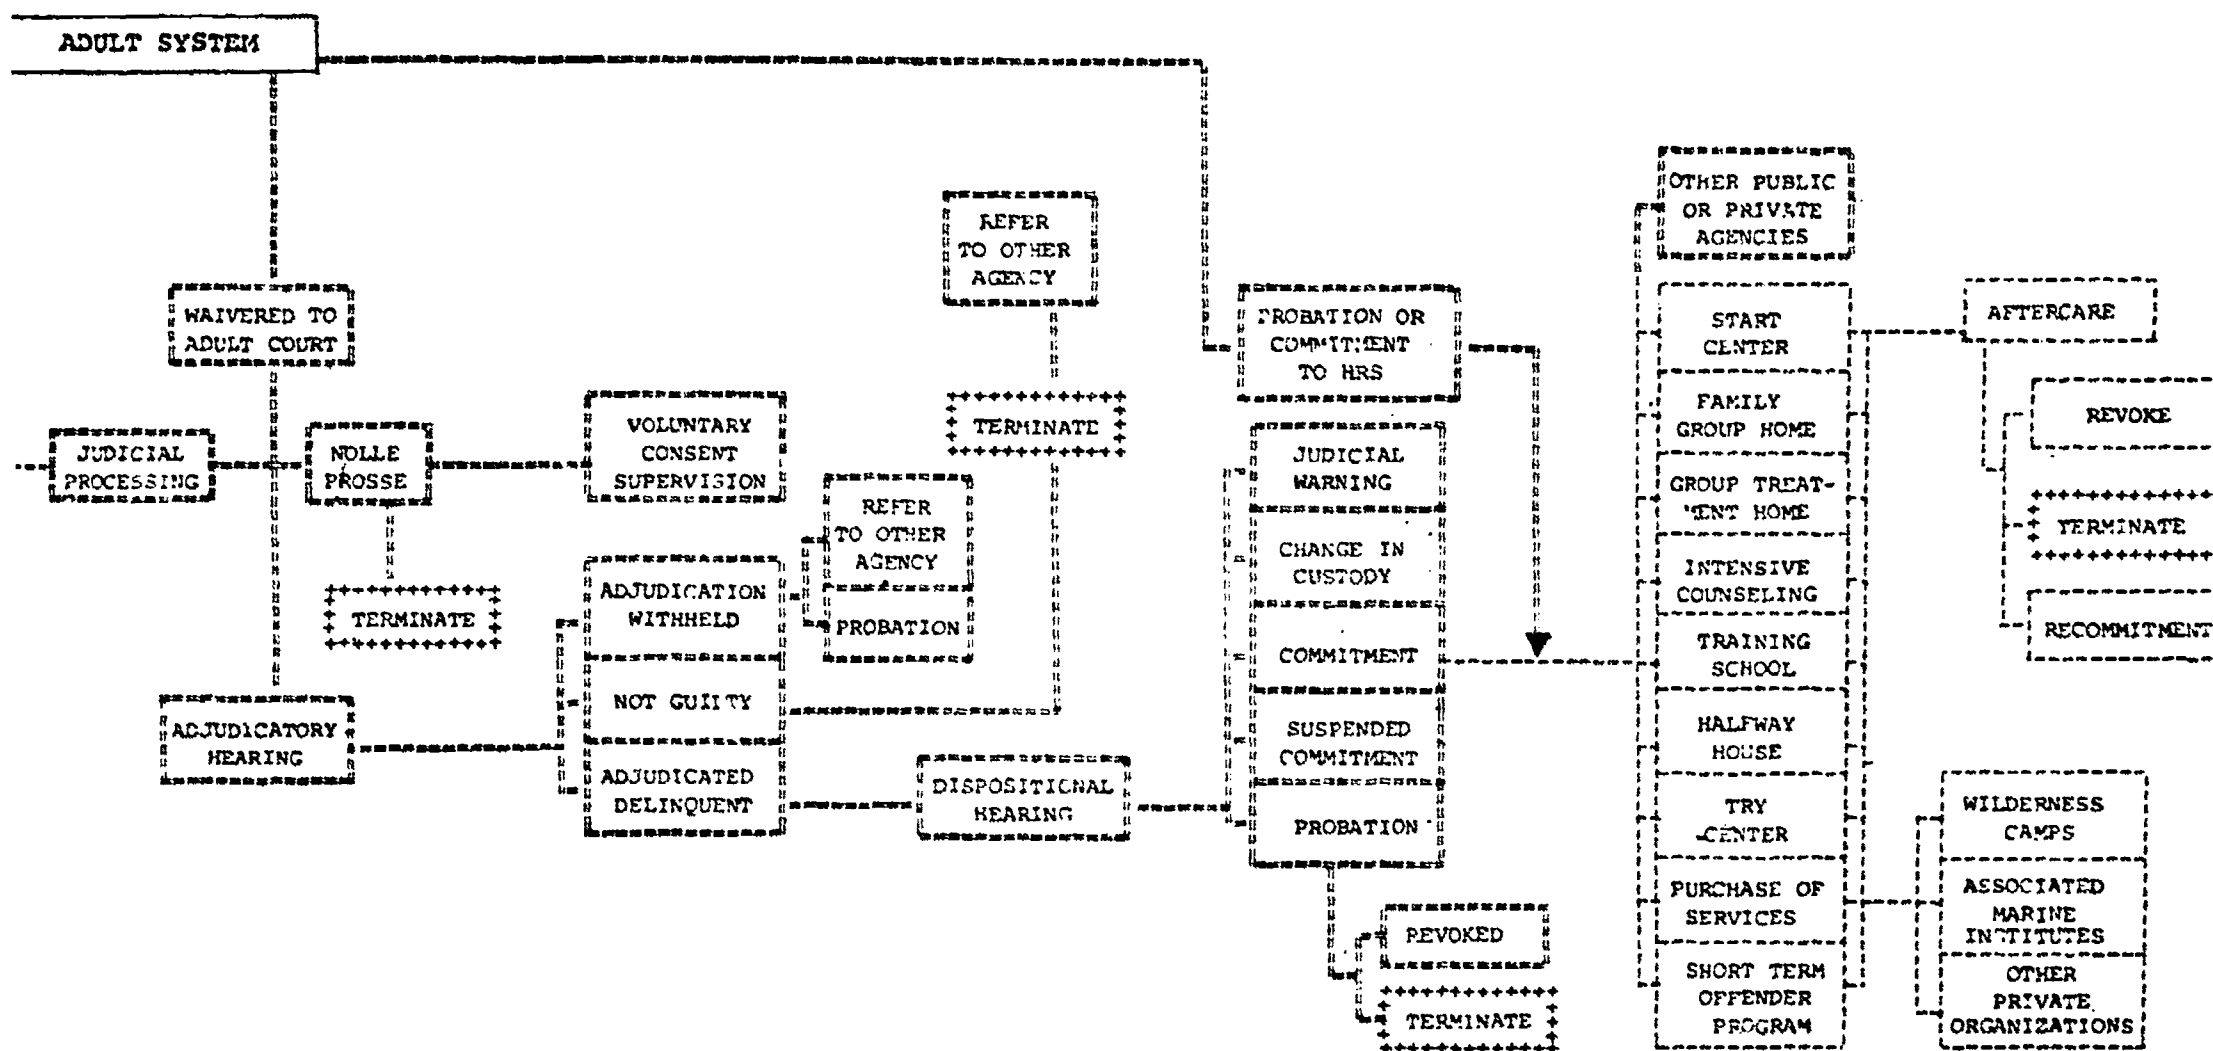 ADULT SYSTEM
WAIVERED TO
ADULT COURT
JUDICIAL
PROCESSING
NOLLE
PROSSE
TERMINATE
ADJUDICATORY
HEARING
VOLUNTARY
CONSENT
SUPERVISION
ADJUDICATION
WITHHELD
NOT GUILTY
ADJUDICATED
DELINQUENT
REFER
TO OTHER
AGENCY
PROBATION
REFER
TO OTHER
AGENCY
TERMINATE
DISPOSITIONAL
HEARING
PROBATION OR
COMMITMENT
TO HRS
JUDICIAL
WARNING
CHANGE IN
CUSTODY
COMMITMENT
SUSPENDED
COMMITMENT
PROBATION
REVOKED
TERMINATE
OTHER PUBLIC
OR PRIVATE
AGENCIES
START
CENTER
FAMILY
GROUP HOME
GROUP TREAT-
MENT HOME
INTENSIVE
COUNSELING
TRAINING
SCHOOL
HALFWAY
HOUSE
TRY
CENTER
PURCHASE OF
SERVICES
SHORT TERM
OFFENDER
PROGRAM
AFTERCARE
REVOKE
TERMINATE
RECOMMITMENT
WILDERNESS
CAMPS
ASSOCIATED
MARINE
INSTITUTES
OTHER
PRIVATE
ORGANIZATIONS